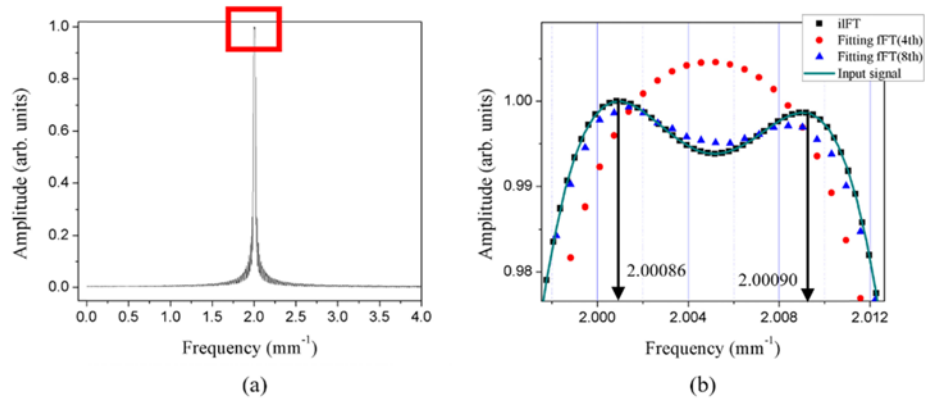 1.0
0.8
0.6
0.4
0.2
0.0
Amplitude (arb. units)
0.0 0.5 1.0 1.5 2.0 2.5 3.0 3.5 4.0
Frequency (mm⁻¹)
(a)
ilFT
Fitting fFT(4th)
Fitting fFT(8th)
Input signal
1.00
0.99
0.98
Amplitude (arb. units)
2.00086
2.00090
2.000 2.004 2.008 2.012
Frequency (mm⁻¹)
(b)